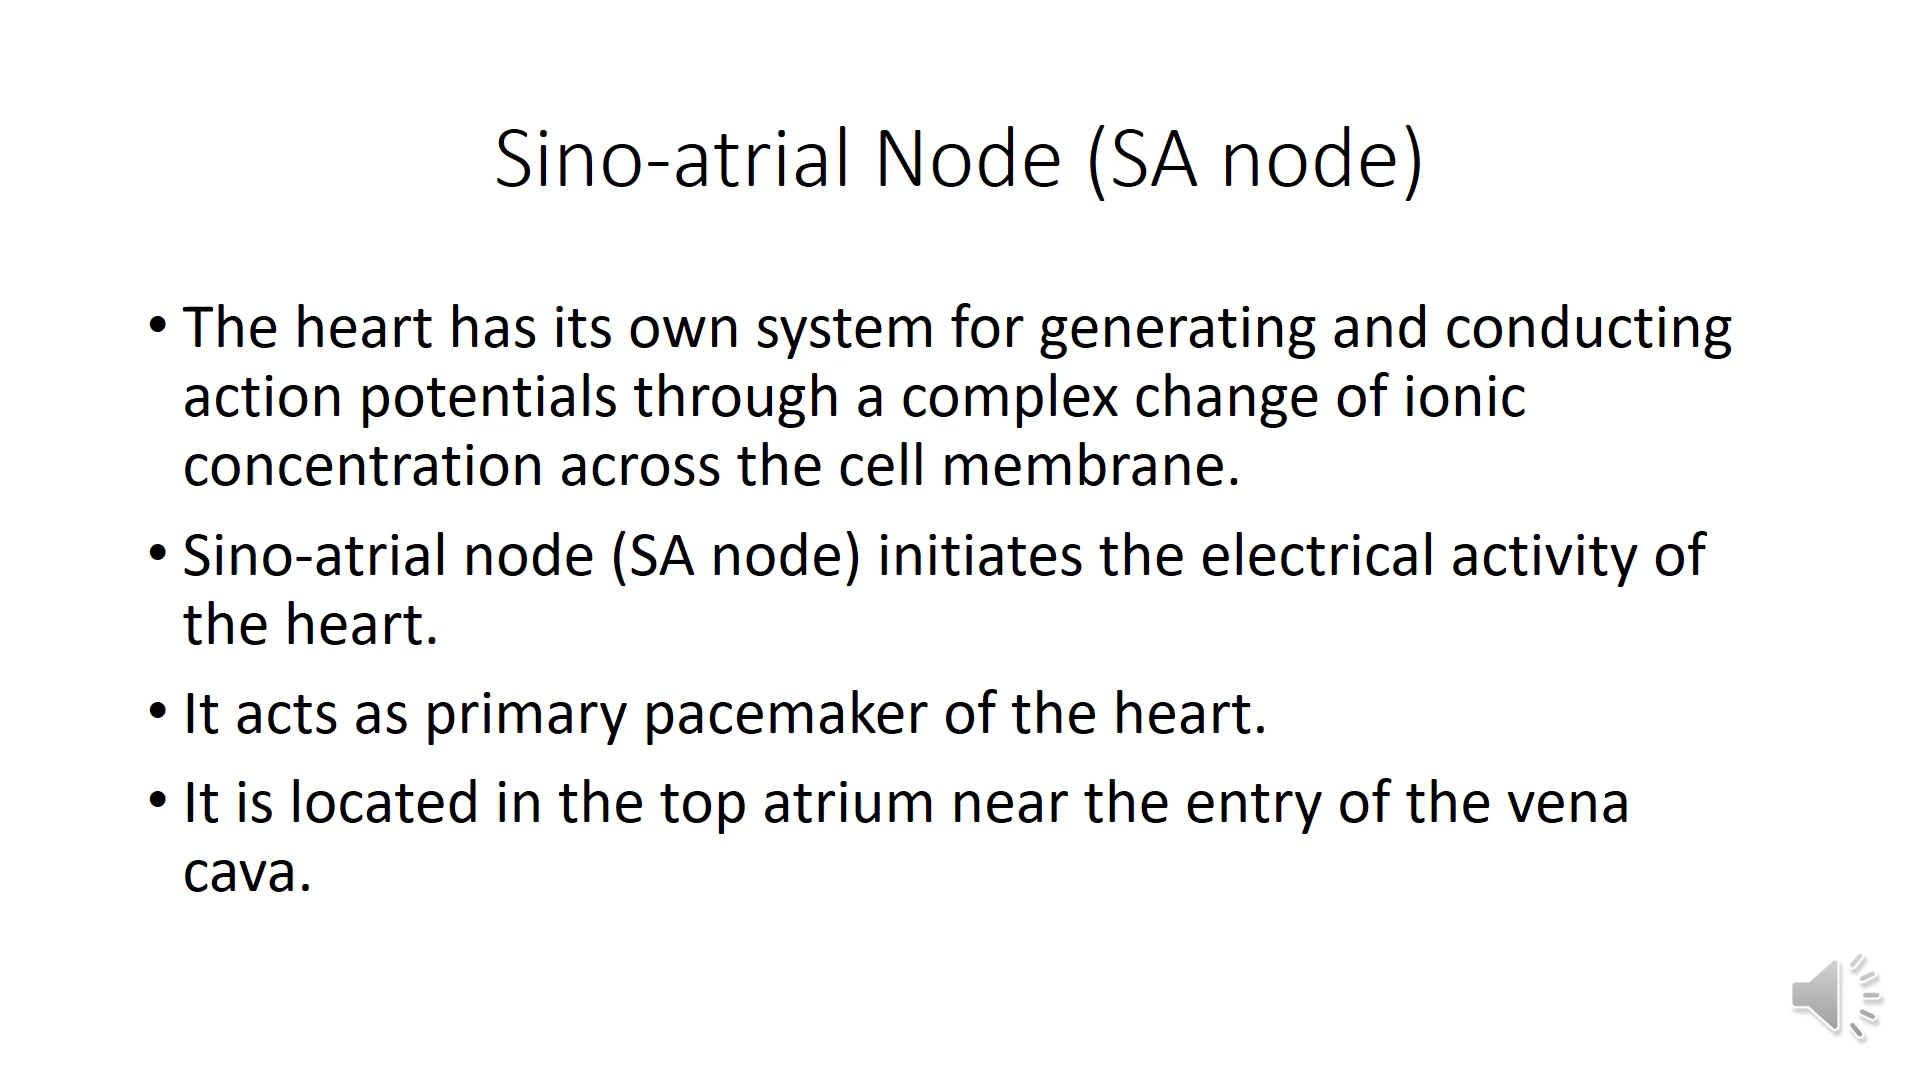 Sino-atrial Node (SA node)
• The heart has its own system for generating and conducting
action potentials through a complex change of ionic
concentration across the cell membrane.
• Sino-atrial node (SA node) initiates the electrical activity of
the heart.
• It acts as primary pacemaker of the heart.
• It is located in the top atrium near the entry of the vena
cava.